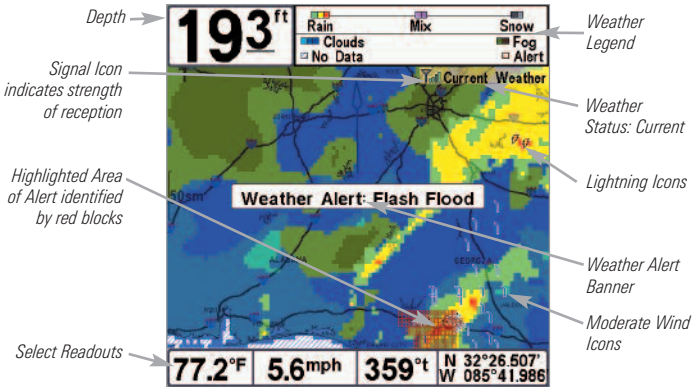 Depth
193 ft
Rain
Mix
Snow
Clouds
Fog
No Data
Alert
Weather
Legend
Signal Icon
indicates strength
of reception
Current Weather
Weather
Status: Current
Highlighted Area
of Alert identified
by red blocks
Lightning Icons
50sm
Weather Alert: Flash Flood
ALABAMA
GEORGIA
Weather Alert
Banner
Moderate Wind
Icons
Select Readouts
77.2°F
5.6mph
359°t
N 32°26.507'
W 085°41.986'